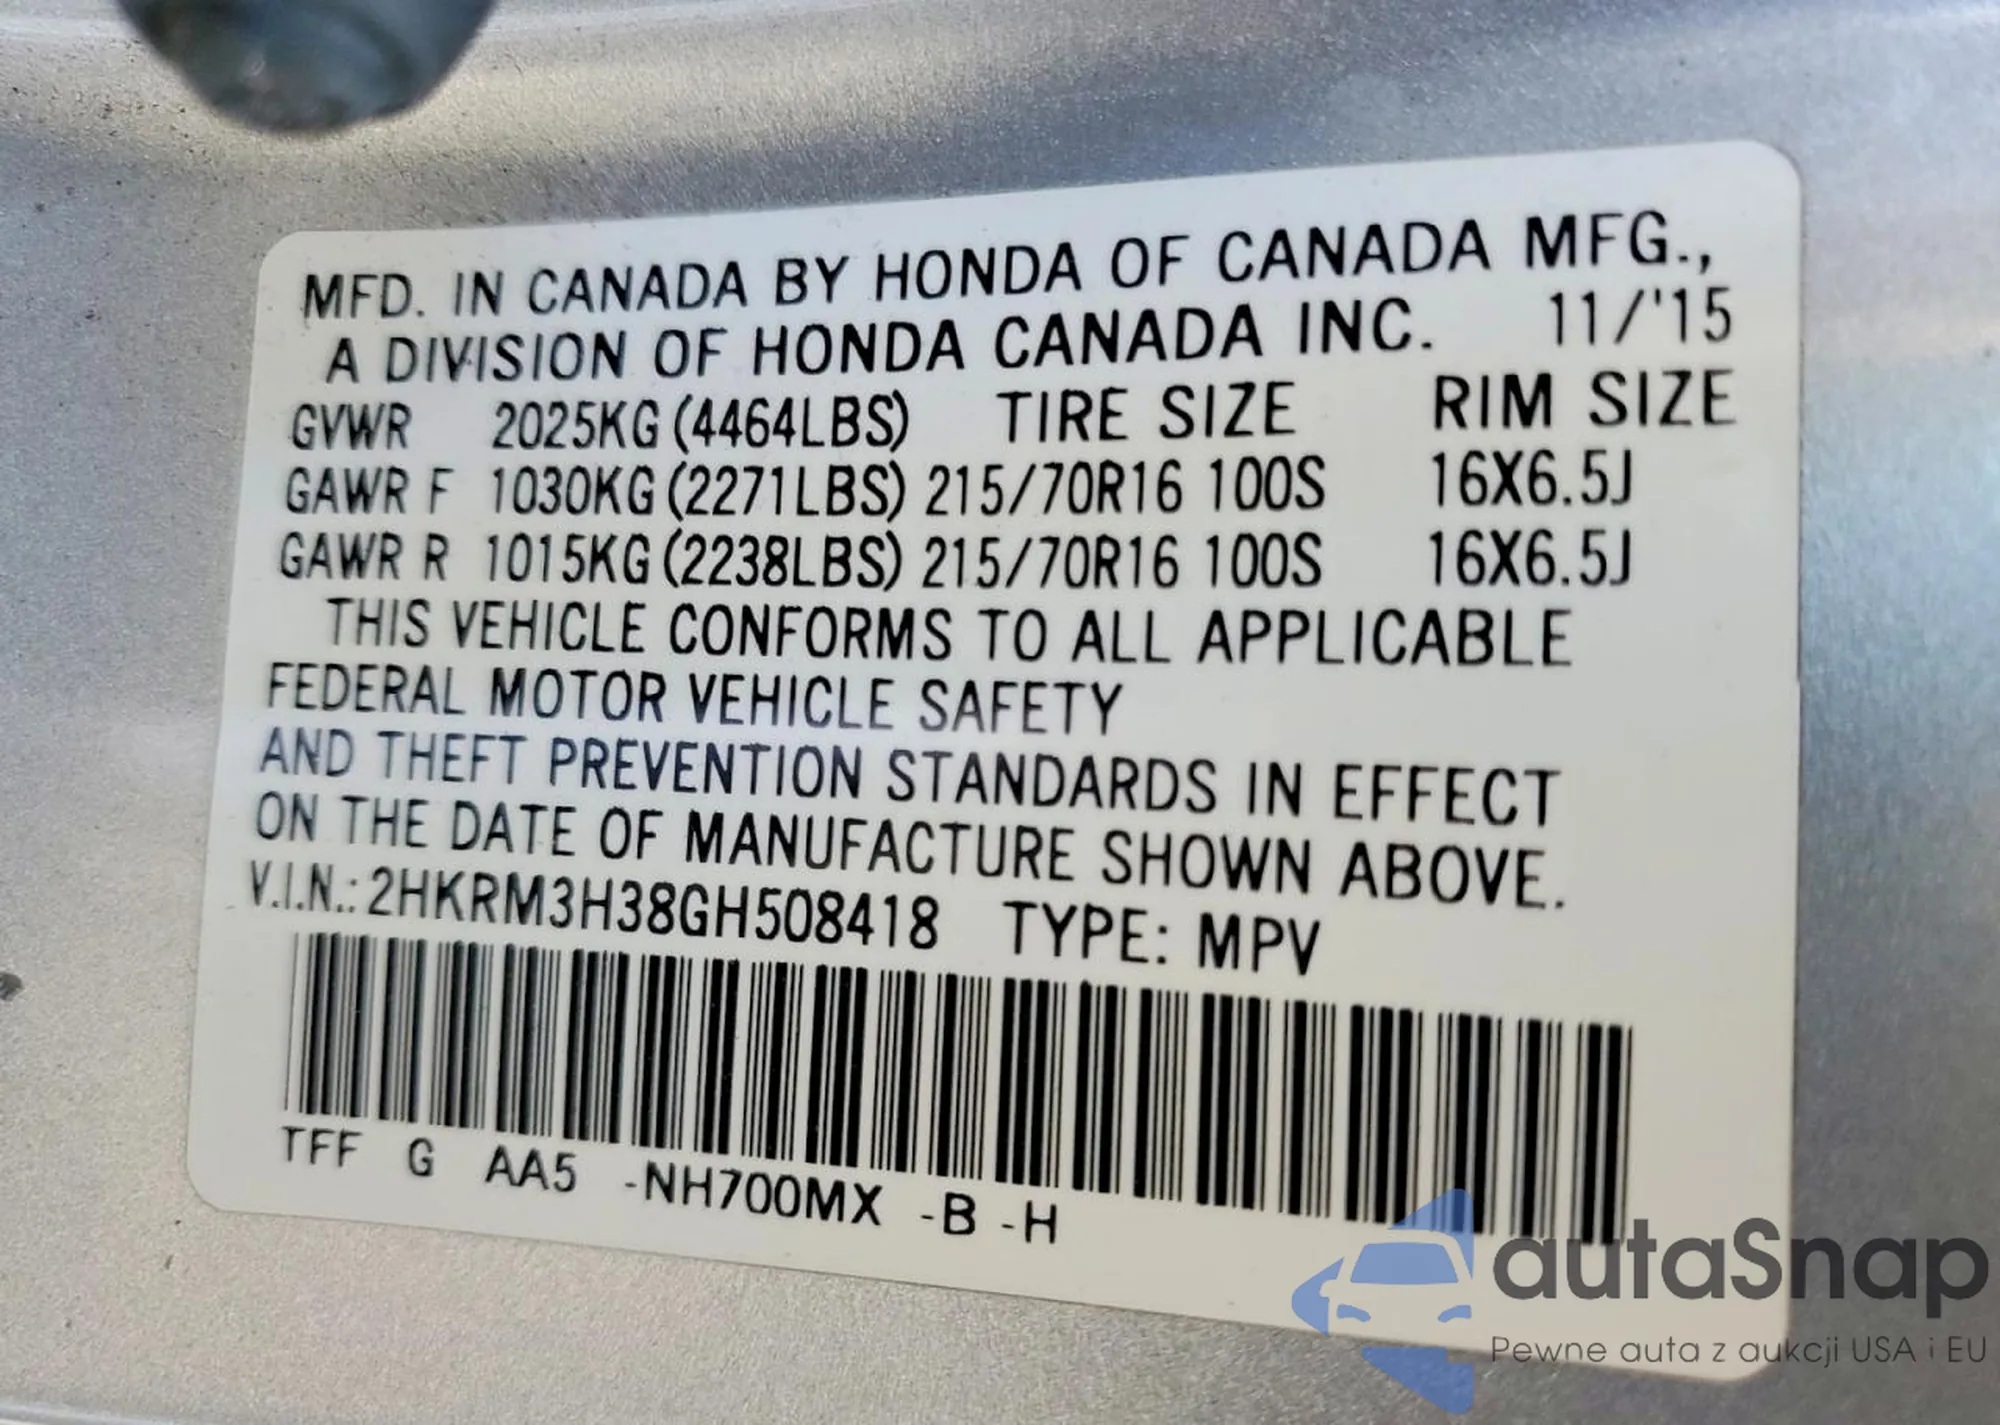 MFD. IN CANADA BY HONDA OF CANADA MFG.,
A DIVISION OF HONDA CANADA INC. 11/'15
GVWR 2025KG (4464LBS) TIRE SIZE RIM SIZE
GAWR F 1030KG (2271LBS) 215/70R16 100S 16X6.5J
GAWR R 1015KG (2238LBS) 215/70R16 100S 16X6.5J
THIS VEHICLE CONFORMS TO ALL APPLICABLE
FEDERAL MOTOR VEHICLE SAFETY
AND THEFT PREVENTION STANDARDS IN EFFECT
ON THE DATE OF MANUFACTURE SHOWN ABOVE.
V.I.N.: 2HKRM3H38GH508418 TYPE: MPV
TFF G AA5 -NH700MX -B -H
autaSnap
Pewne auta z aukcji USA i EU